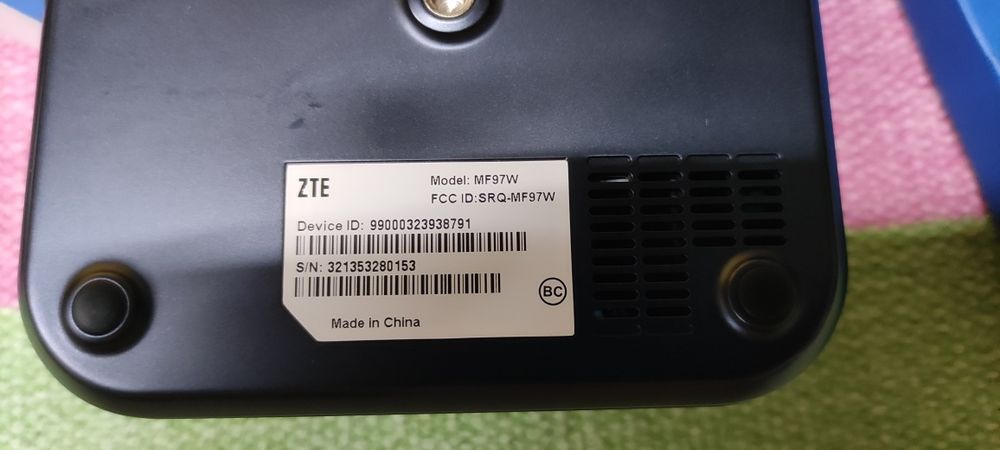 ZTE
Model: MF97W
FCC ID:SRQ-MF97W
Device ID: 99000323938791
S/N: 321353280153
BC
Made in China